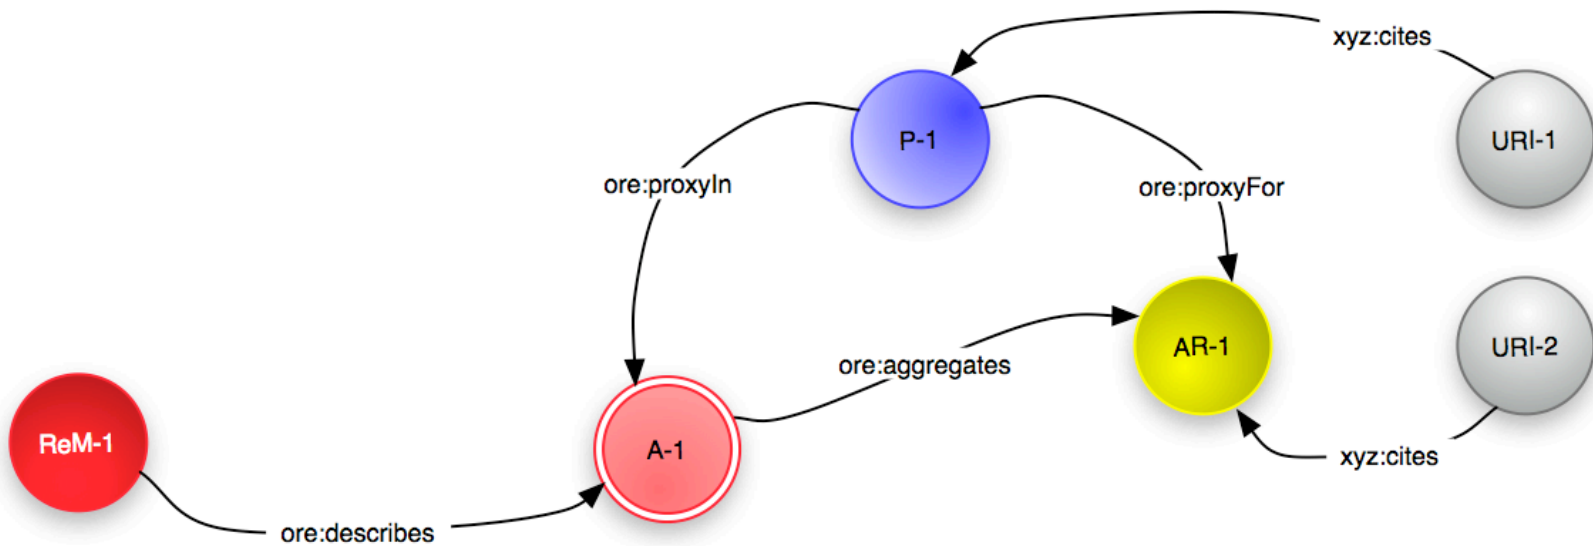 xyz:cites
P-1
URI-1
ore:proxyIn
ore:proxyFor
AR-1
URI-2
ore:aggregates
ReM-1
A-1
xyz:cites
ore:describes